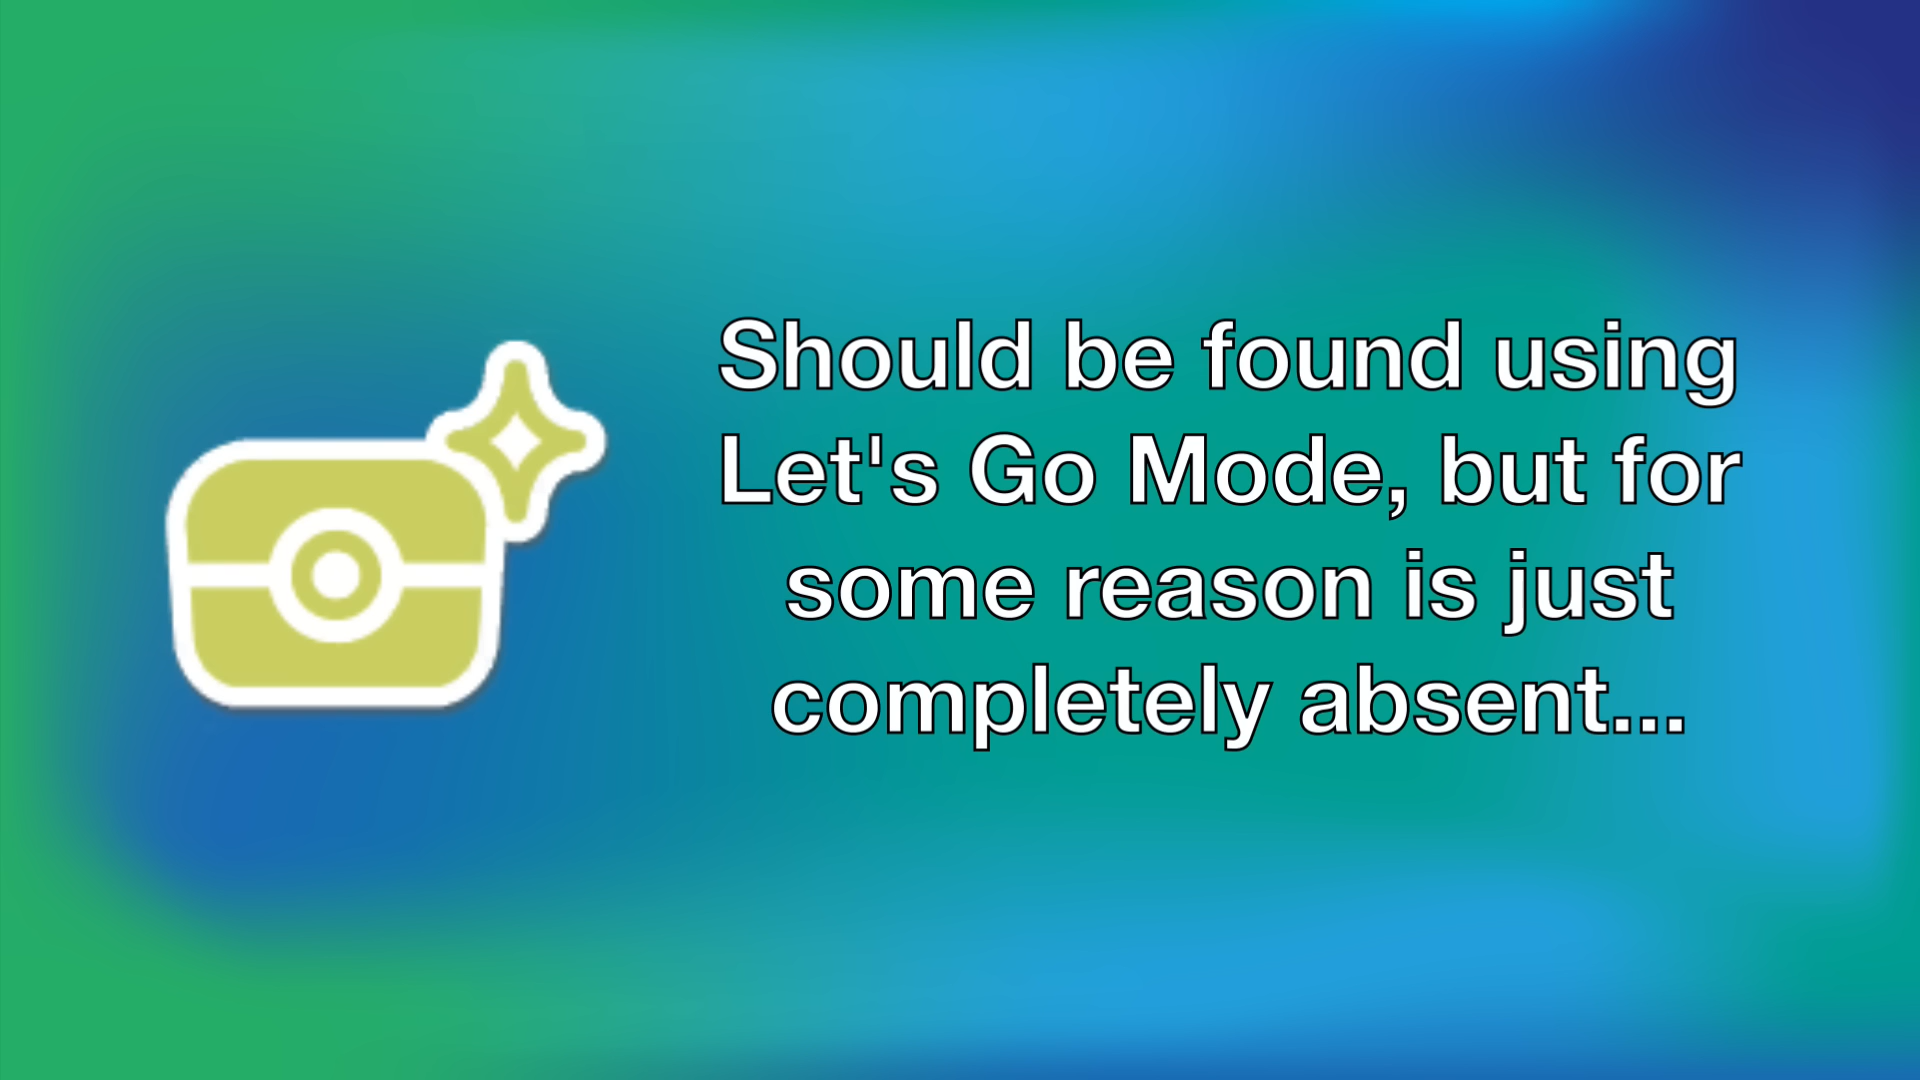 Should be found using
Let's Go Mode, but for
some reason is just
completely absent...